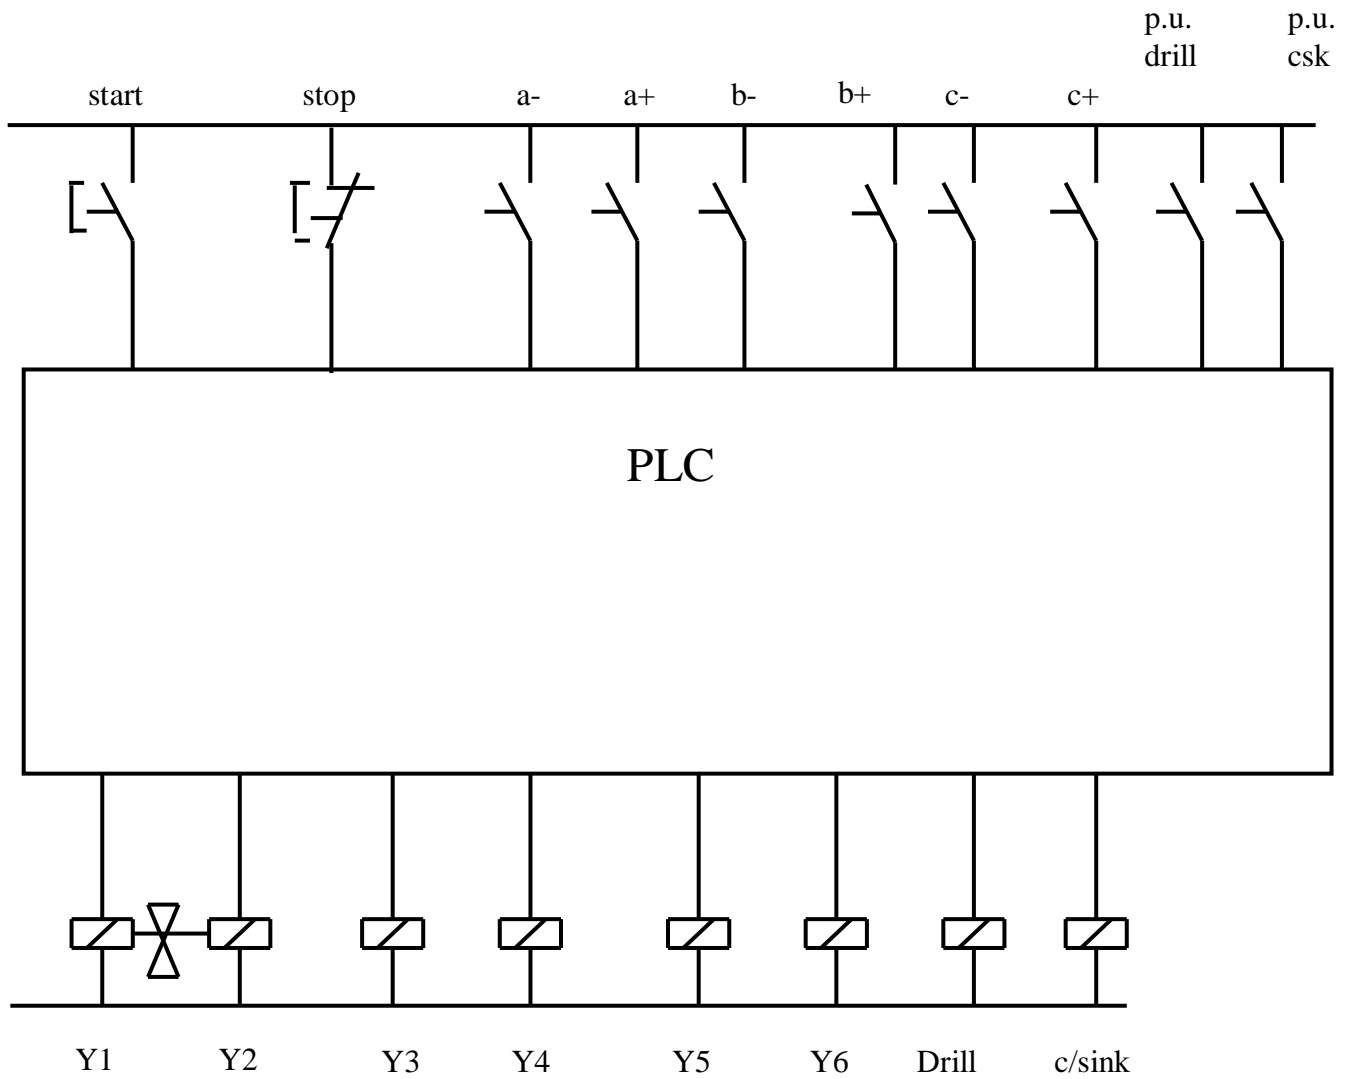 p.u.
drill
p.u.
csk
start
stop
a-
a+
b-
b+
c-
c+
PLC
Y1
Y2
Y3
Y4
Y5
Y6
Drill
c/sink